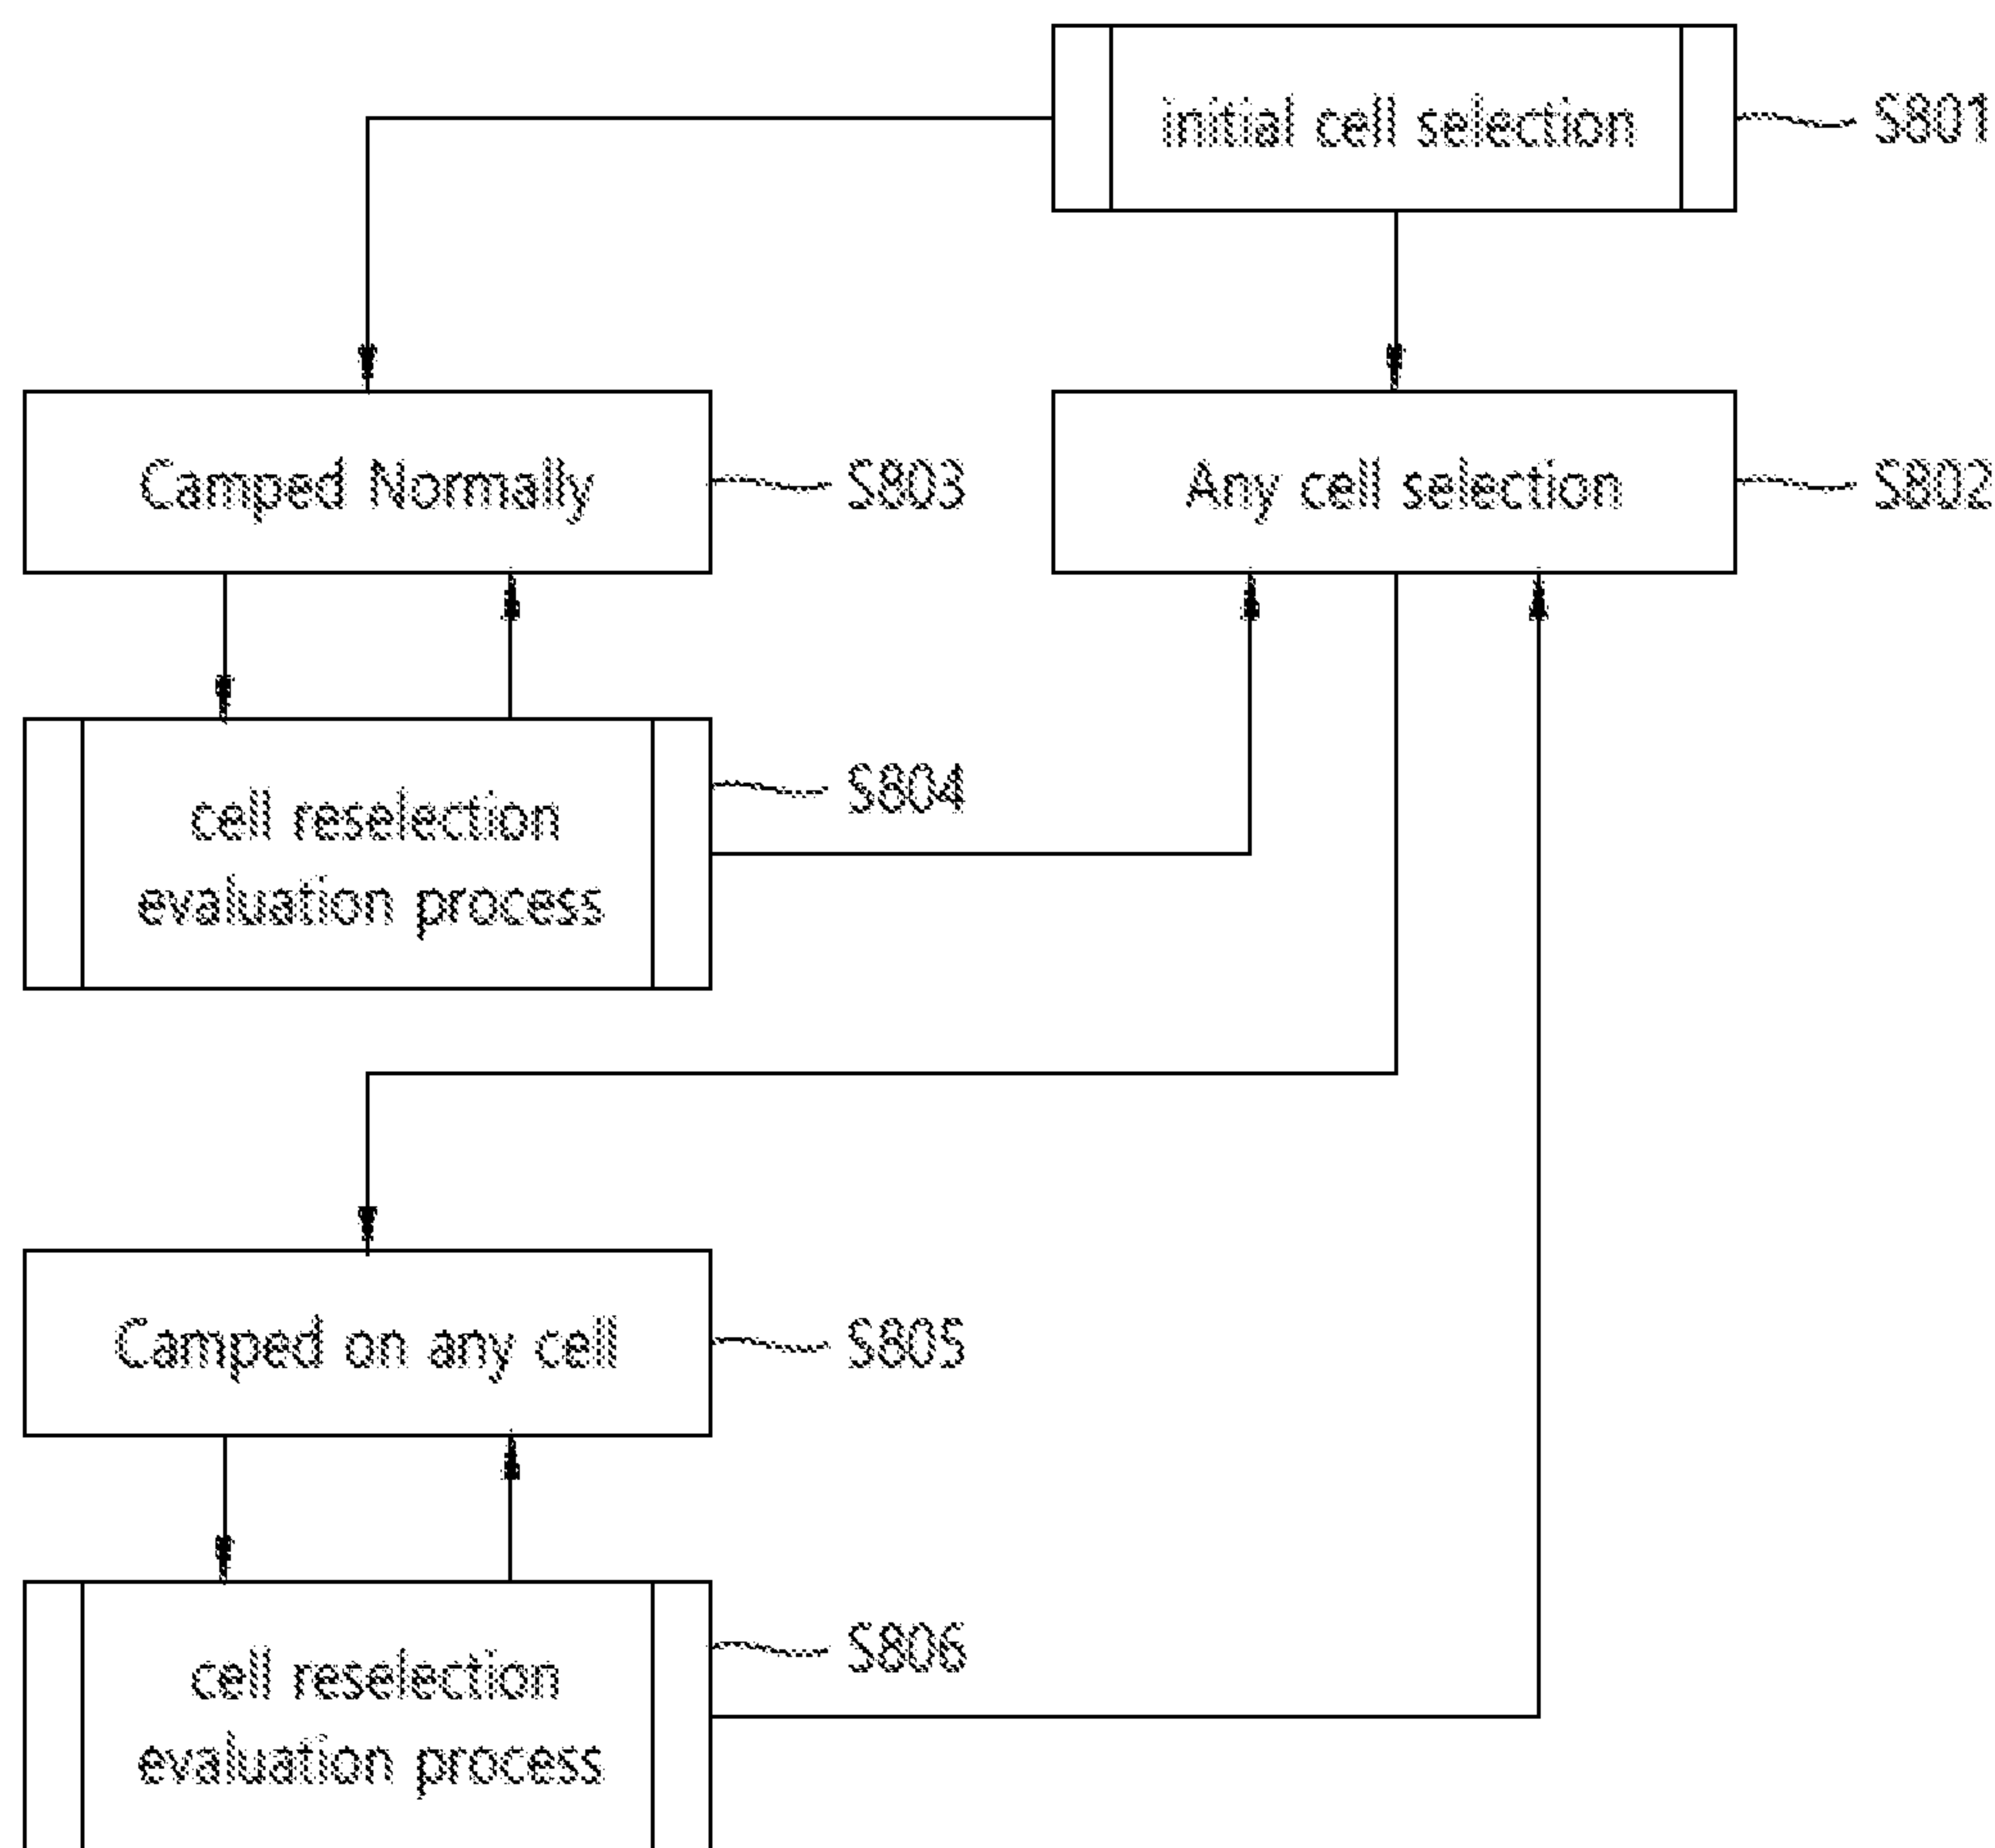 initial cell selection
S801
Camped Normally
S803
Any cell selection
S802
cell reselection
evaluation process
S804
Camped on any cell
S805
cell reselection
evaluation process
S806